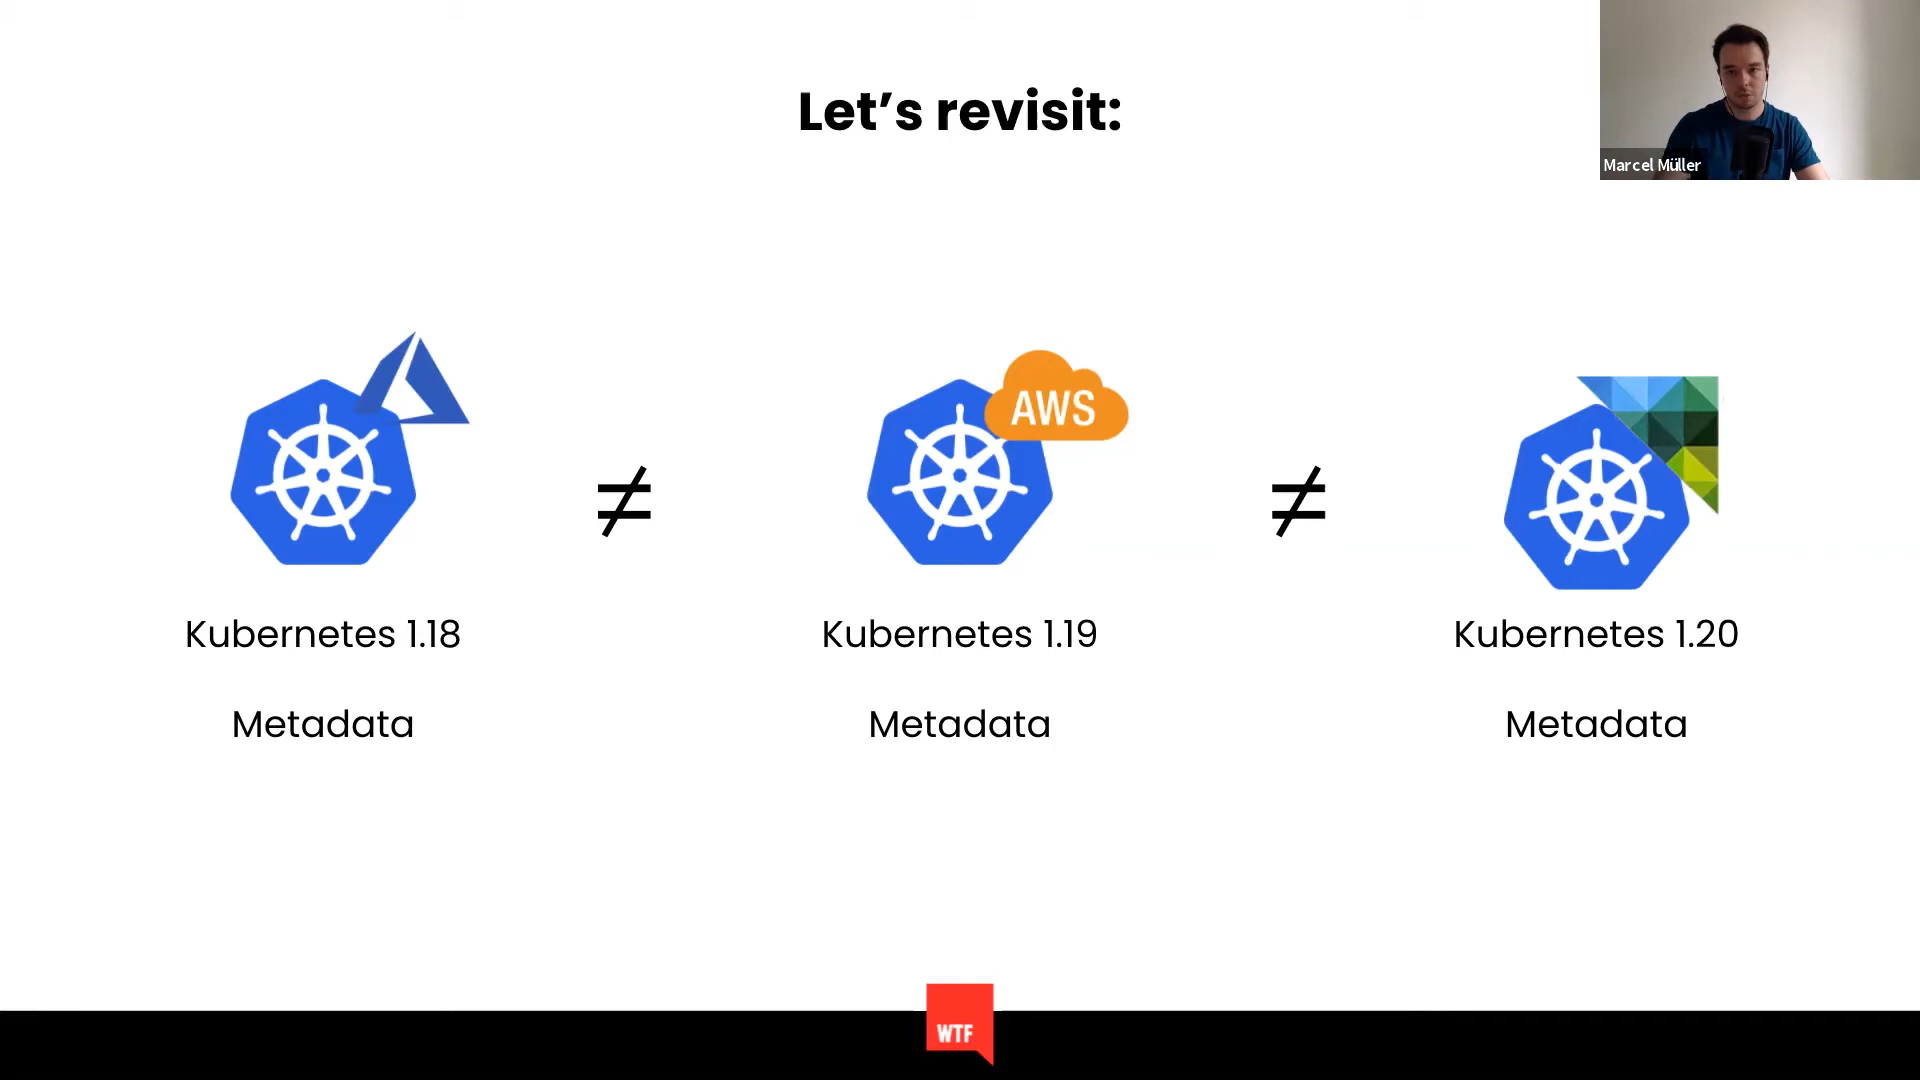 Let’s revisit:
Marcel Müller
AWS
≠
≠
Kubernetes 1.18
Kubernetes 1.19
Kubernetes 1.20
Metadata
Metadata
Metadata
WTF